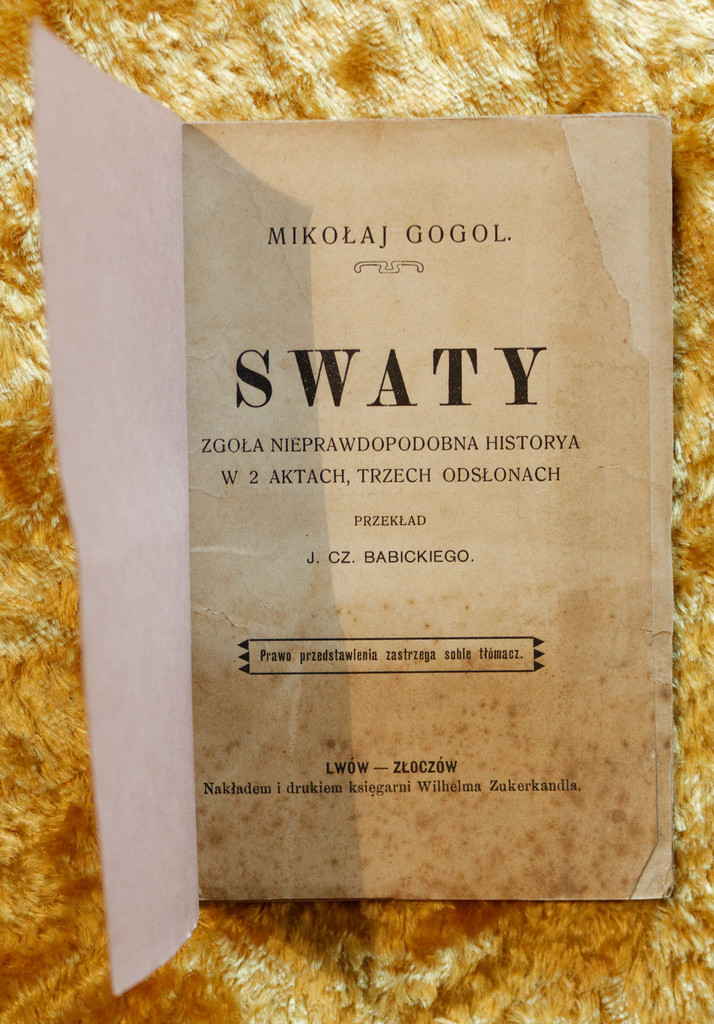 MIKOŁAJ GOGOL.
SWATY
ZGOŁA NIEPRAWDOPODOBNA HISTORYA
W 2 AKTACH, TRZECH ODSŁONACH
PRZEKŁAD
J. CZ. BABICKIEGO.
Prawo przedstawienia zastrzega sobie tłómacz.
LWÓW — ZŁOCZÓW
Nakładem i drukiem księgarni Wilhelma Zukerkandla.